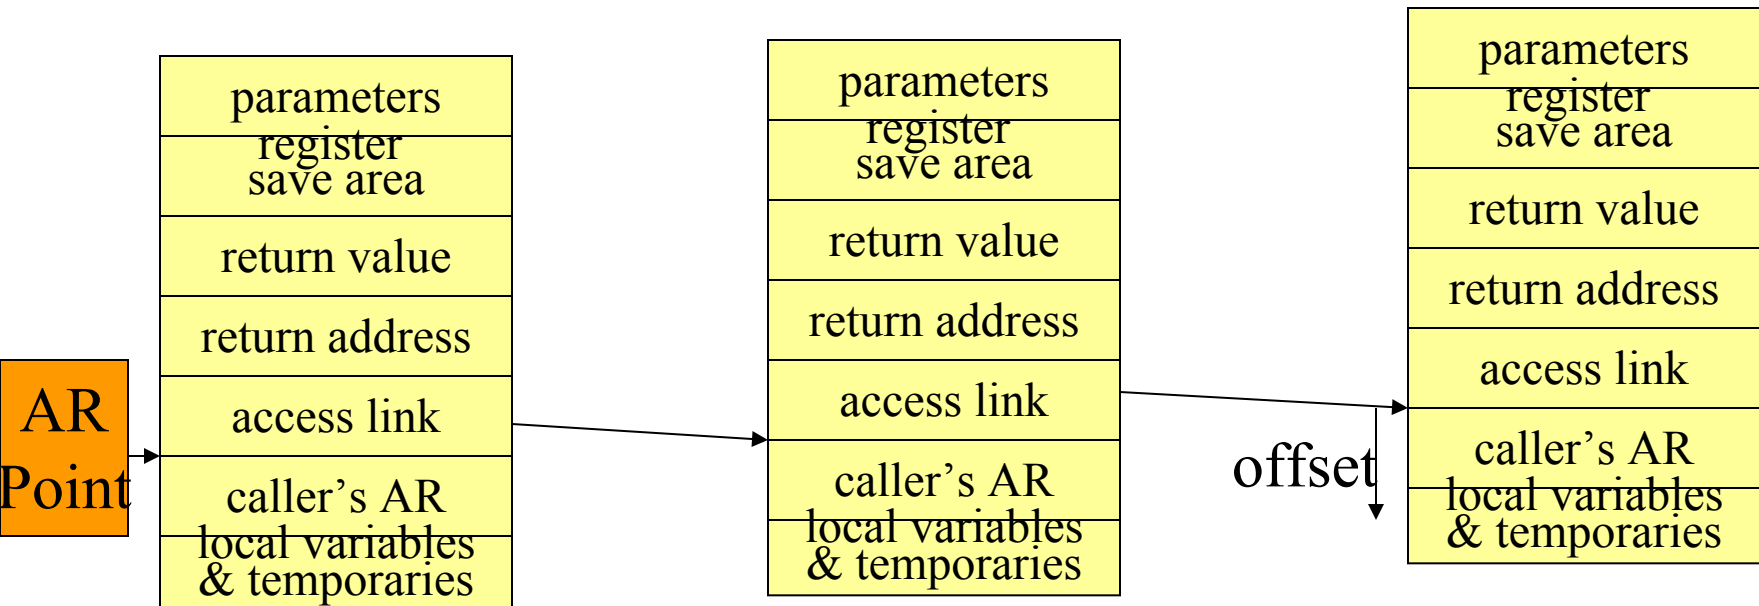 AR
Point
parameters
register
save area
return value
return address
access link
caller’s AR
local variables
& temporaries
parameters
register
save area
return value
return address
access link
caller’s AR
local variables
& temporaries
offset
parameters
register
save area
return value
return address
access link
caller’s AR
local variables
& temporaries